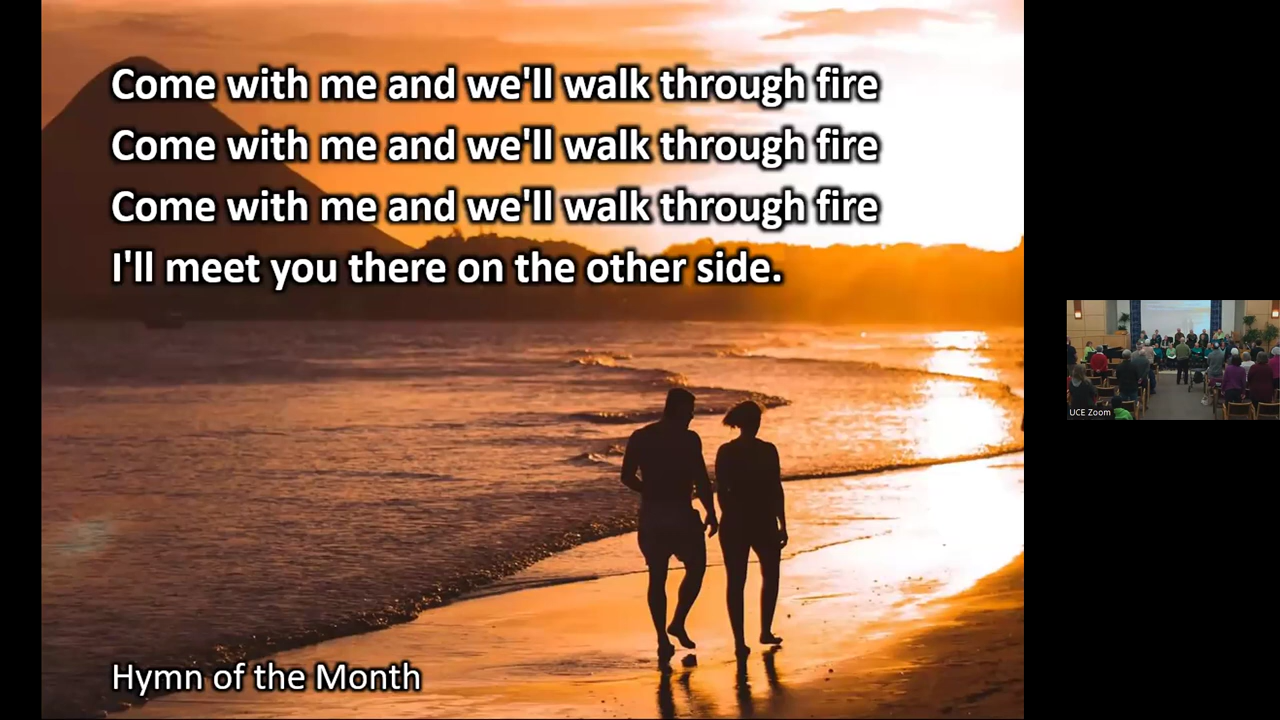 Come with me and we'll walk through fire
Come with me and we'll walk through fire
Come with me and we'll walk through fire
I'll meet you there on the other side.
Hymn of the Month
UCE Zoom